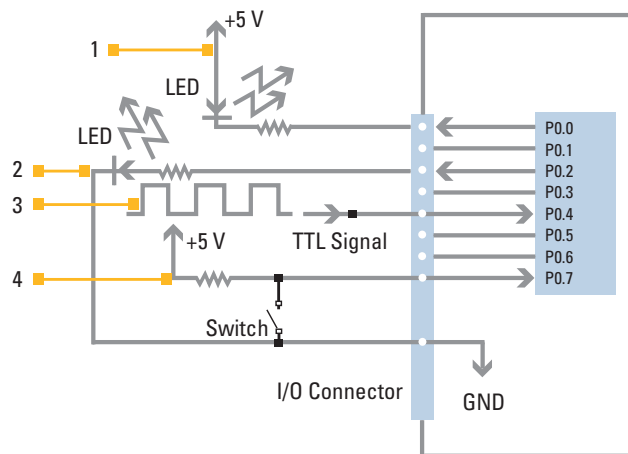 +5 V
1
LED
LED
P0.0
P0.1
2
P0.2
3
P0.3
P0.4
+5 V
TTL Signal
P0.5
P0.6
4
P0.7
Switch
I/O Connector
GND